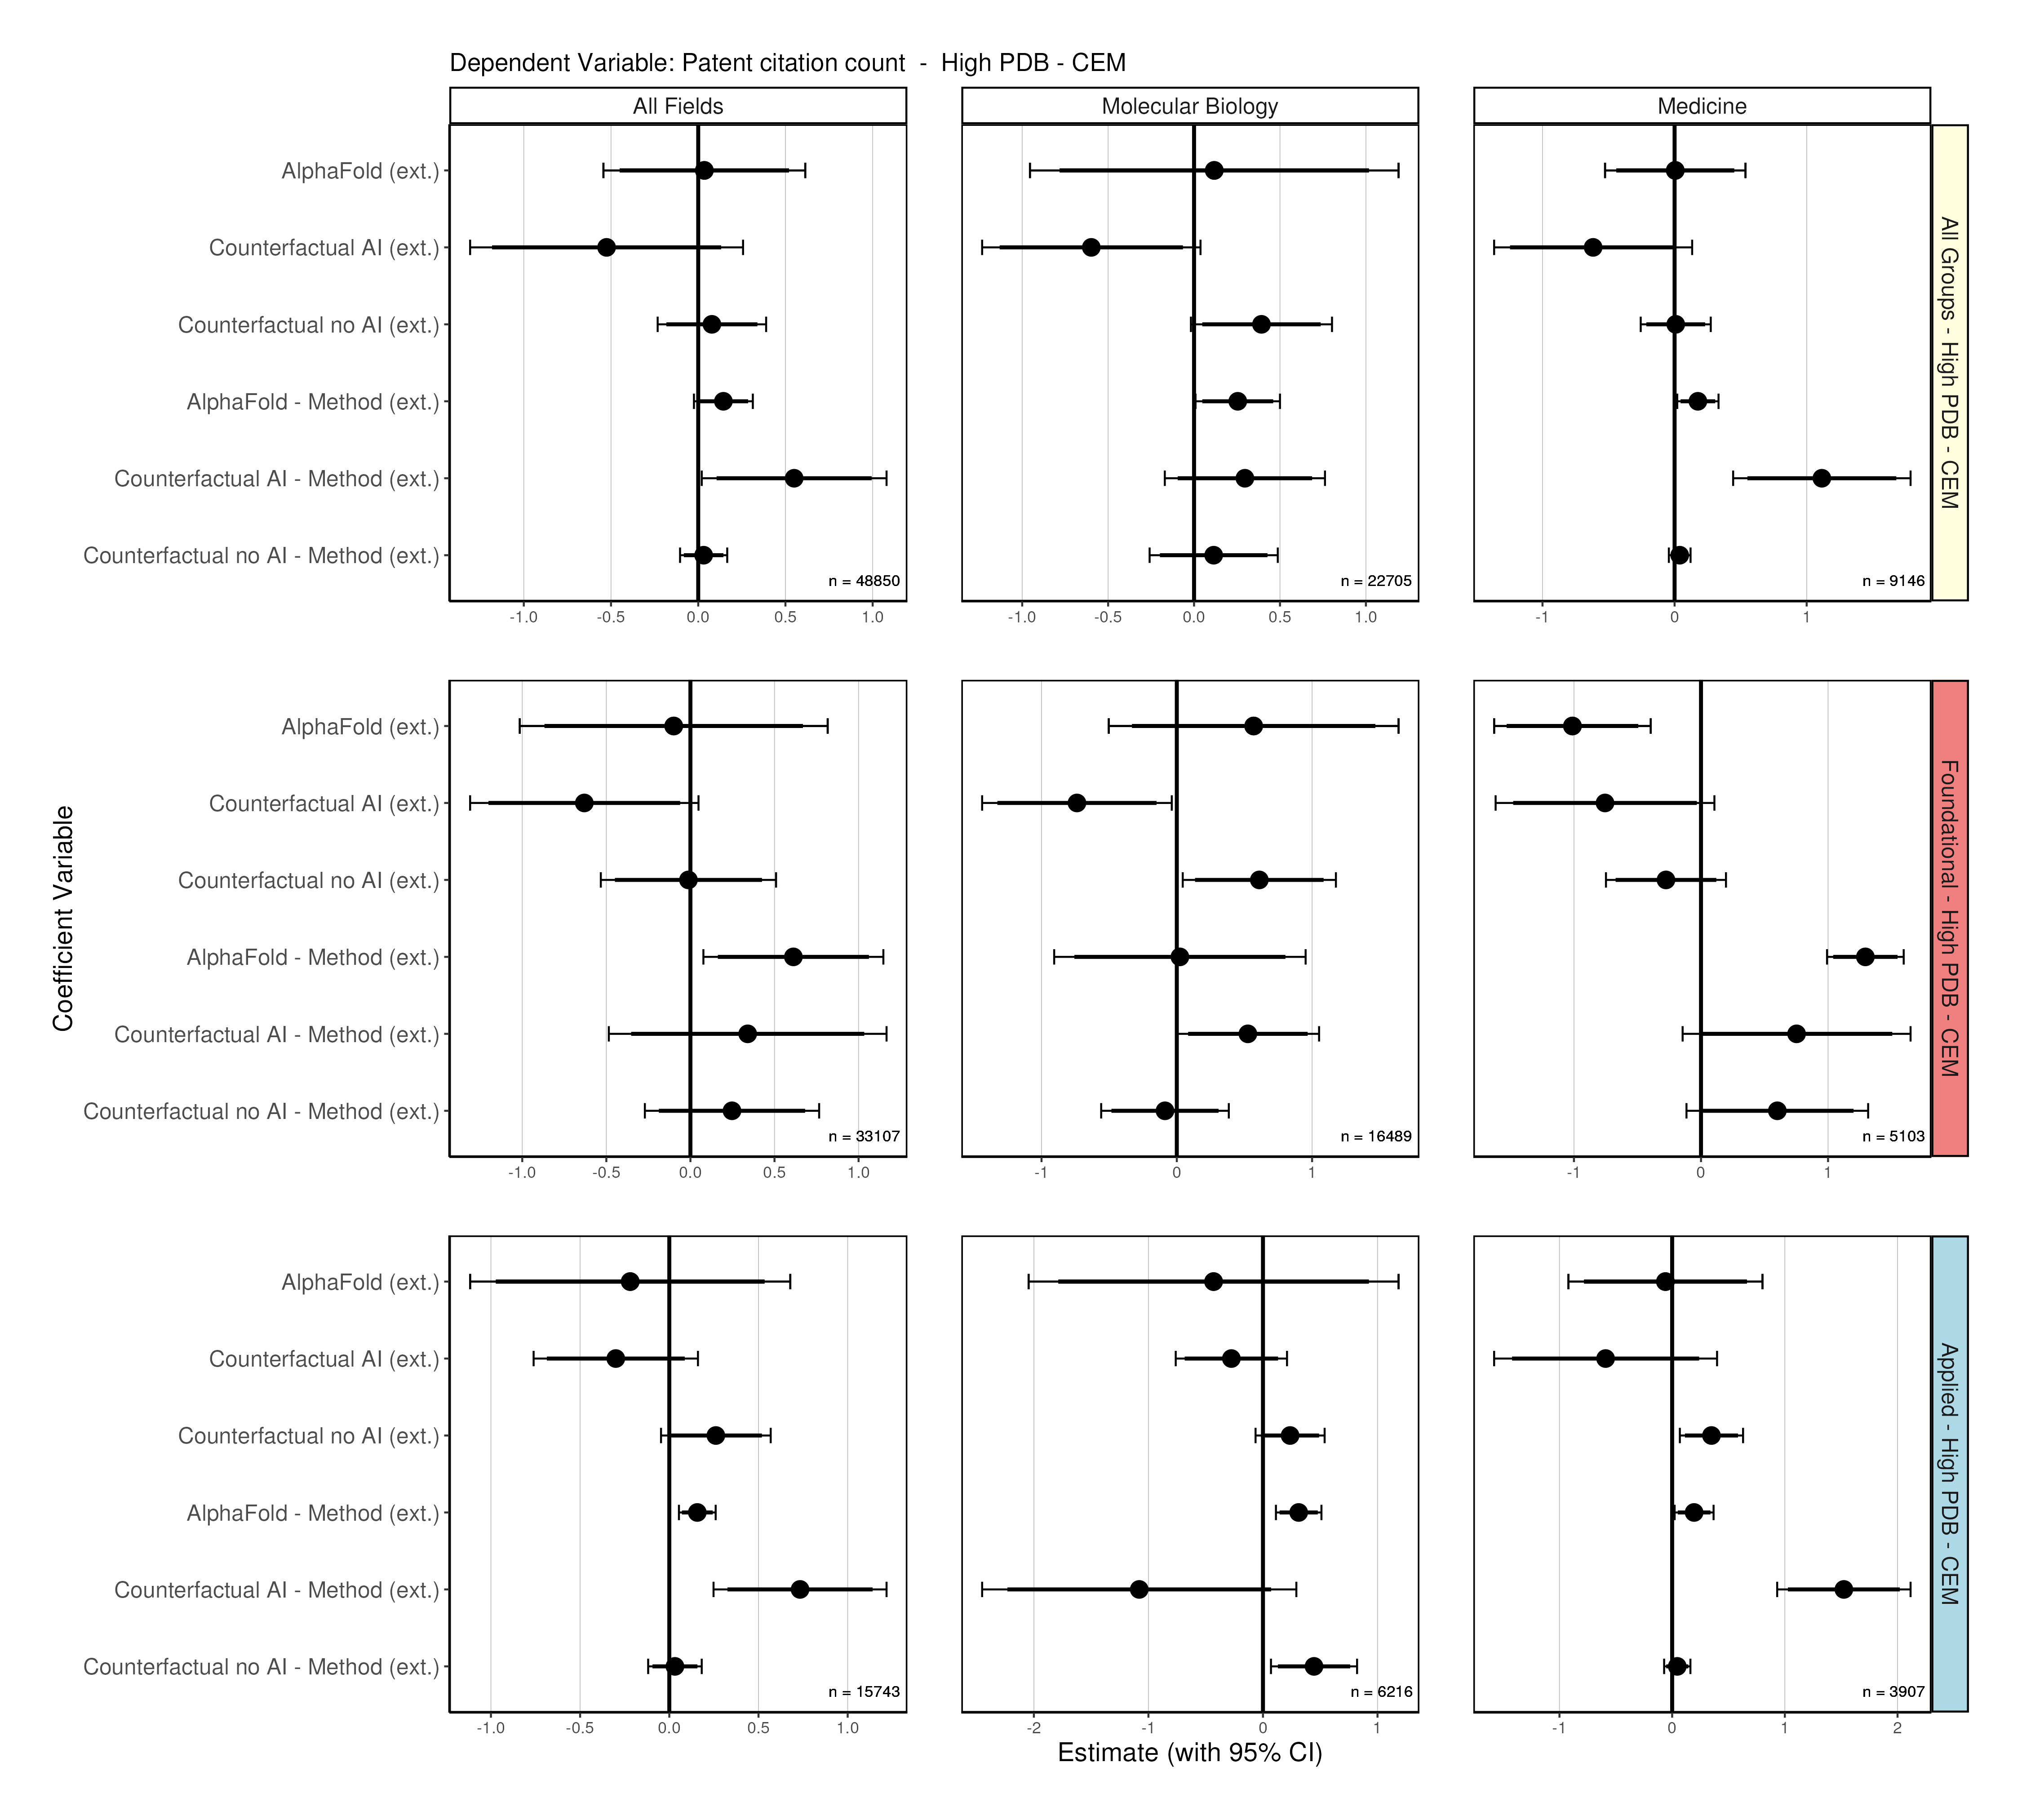 Dependent Variable: Patent citation count - High PDB - CEM
All Fields
Molecular Biology
Medicine
AlphaFold (ext.)
Counterfactual AI (ext.)
Counterfactual no AI (ext.)
AlphaFold - Method (ext.)
Counterfactual AI - Method (ext.)
Counterfactual no AI - Method (ext.)
n = 48850
n = 22705
n = 9146
All Groups - High PDB - CEM
-1.0 -0.5 0.0 0.5 1.0
-1.0 -0.5 0.0 0.5 1.0
-1 0 1
Coefficient Variable
AlphaFold (ext.)
Counterfactual AI (ext.)
Counterfactual no AI (ext.)
AlphaFold - Method (ext.)
Counterfactual AI - Method (ext.)
Counterfactual no AI - Method (ext.)
n = 33107
n = 16489
n = 5103
Foundational - High PDB - CEM
-1.0 -0.5 0.0 0.5 1.0
-1 0 1
-1 0 1
AlphaFold (ext.)
Counterfactual AI (ext.)
Counterfactual no AI (ext.)
AlphaFold - Method (ext.)
Counterfactual AI - Method (ext.)
Counterfactual no AI - Method (ext.)
n = 15743
n = 6216
n = 3907
Applied - High PDB - CEM
-1.0 -0.5 0.0 0.5 1.0
-2 -1 0 1
-1 0 1 2
Estimate (with 95% CI)